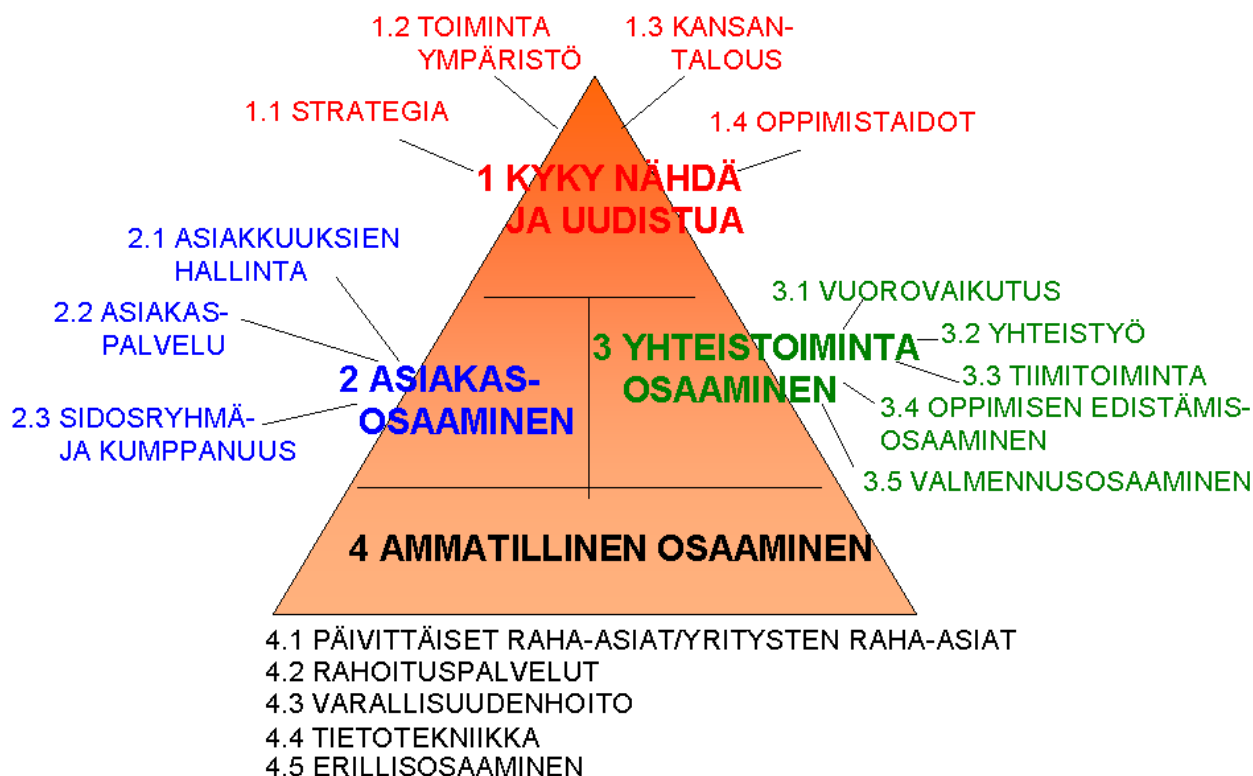 1.2 TOIMINTA
YMPÄRISTÖ
1.3 KANSAN-
TALOUS
1.1 STRATEGIA
1.4 OPPIMISTAIDOT
1 KYKY NÄHDÄ
JA UUDISTUA
2.1 ASIAKKUUKSIEN
HALLINTA
2.2 ASIAKAS-
PALVELU
2 ASIAKAS-
OSAAMINEN
2.3 SIDOSRYHMÄ-
JA KUMPPANUUS
3.1 VUOROVAIKUTUS
3 YHTEISTOIMINTA
OSAAMINEN
3.2 YHTEISTYÖ
3.3 TIIMITOIMINTA
3.4 OPPIMISEN EDISTÄMIS-
OSAAMINEN
3.5 VALMENNUSOSAAMINEN
4 AMMATILLINEN OSAAMINEN
4.1 PÄIVITTÄISET RAHA-ASIAT/YRITYSTEN RAHA-ASIAT
4.2 RAHOITUSPALVELUT
4.3 VARALLISUUDENHOITO
4.4 TIETOTEKNIIKKA
4.5 ERILLISOSAAMINEN